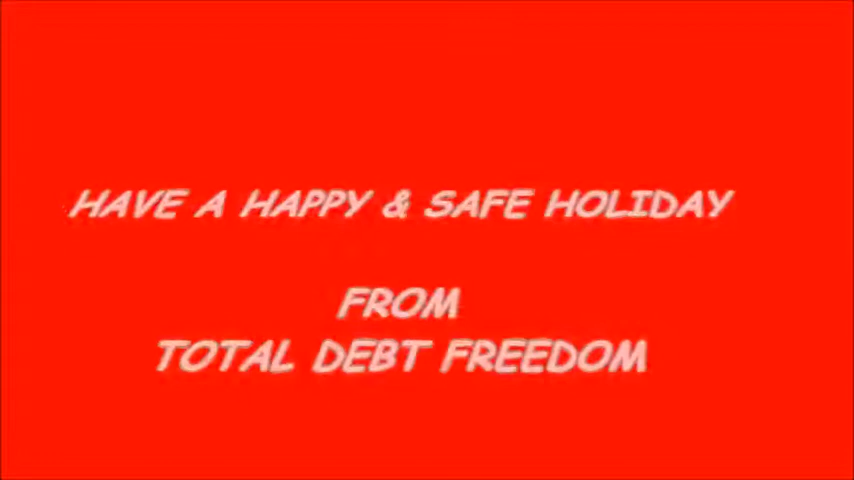 HAVE A HAPPY & SAFE HOLIDAY
FROM
TOTAL DEBT FREEDOM